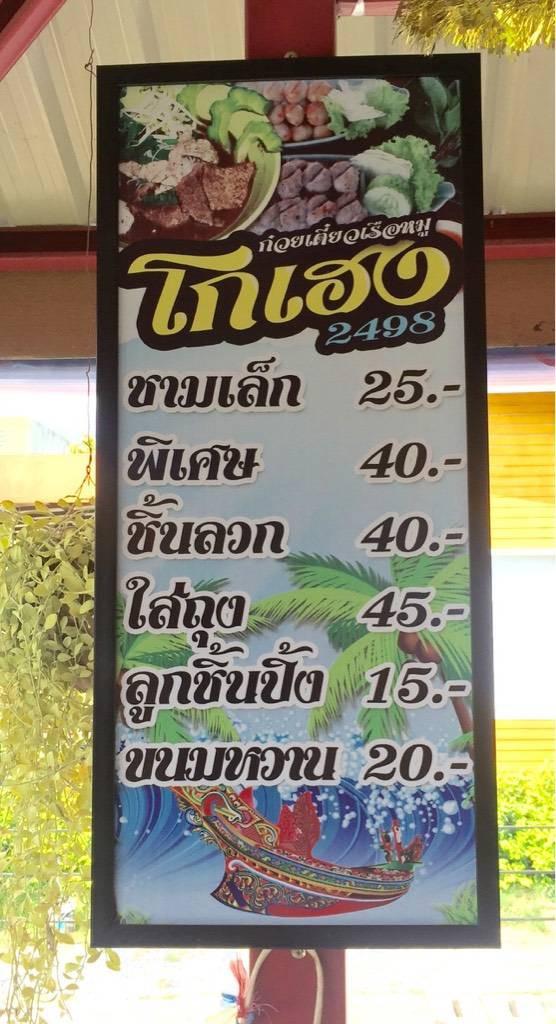 ก๋วยเตี๋ยวเรือหมู
โกเฮง
2498
ชามเล็ก 25.-
พิเศษ 40.-
ชิ้นลวก 40.-
ใส่ถุง 45.-
ลูกชิ้นปิ้ง 15.-
ขนมหวาน 20.-